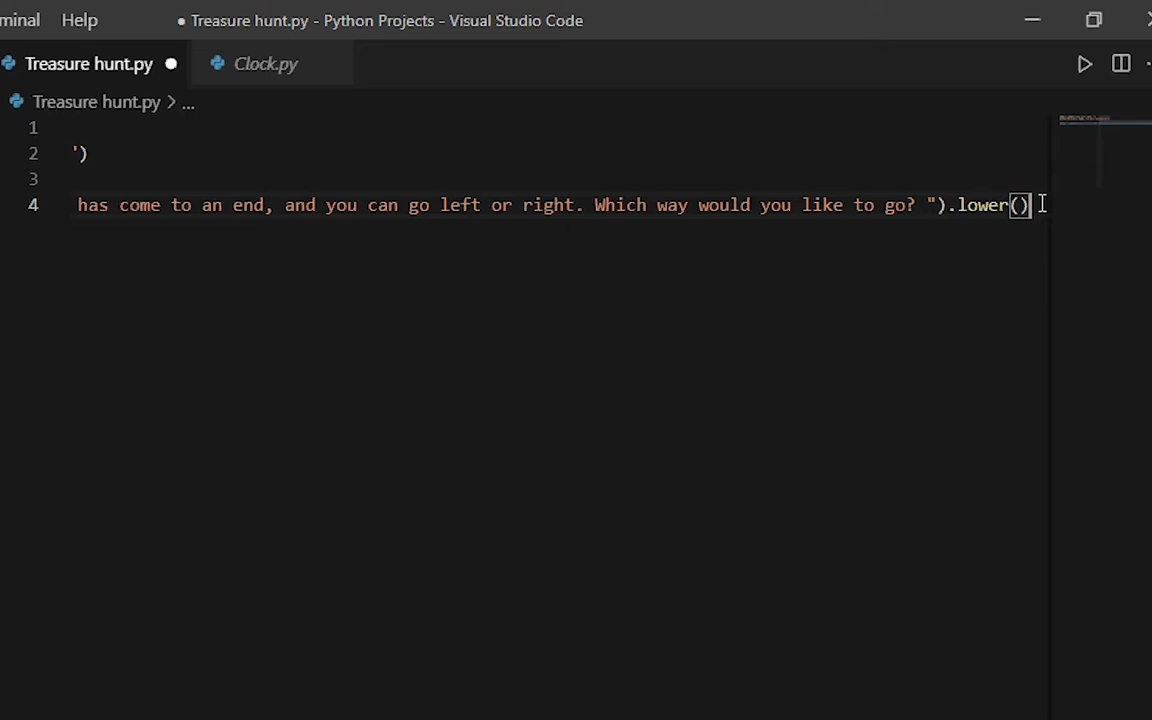 minal Help ● Treasure hunt.py - Python Projects - Visual Studio Code
Treasure hunt.py ● Clock.py
Treasure hunt.py > ...
1
2 ')
3
4 has come to an end, and you can go left or right. Which way would you like to go? ").lower()